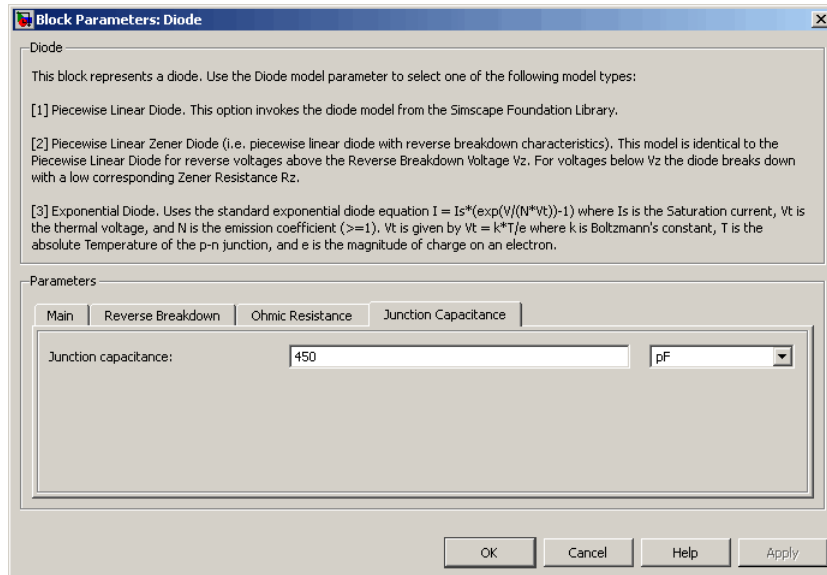 Block Parameters: Diode
Diode
This block represents a diode. Use the Diode model parameter to select one of the following model types:
[1] Piecewise Linear Diode. This option invokes the diode model from the Simscape Foundation Library.
[2] Piecewise Linear Zener Diode (i.e. piecewise linear diode with reverse breakdown characteristics). This model is identical to the
Piecewise Linear Diode for reverse voltages above the Reverse Breakdown Voltage Vz. For voltages below Vz the diode breaks down
with a low corresponding Zener Resistance Rz.
[3] Exponential Diode. Uses the standard exponential diode equation I = Is*(exp(V/(N*Vt))-1) where Is is the Saturation current, Vt is
the thermal voltage, and N is the emission coefficient (>=1). Vt is given by Vt = k*T/e where k is Boltzmann's constant, T is the
absolute Temperature of the p-n junction, and e is the magnitude of charge on an electron.
Parameters
Main Reverse Breakdown Ohmic Resistance Junction Capacitance
Junction capacitance: 450 pF
OK Cancel Help Apply